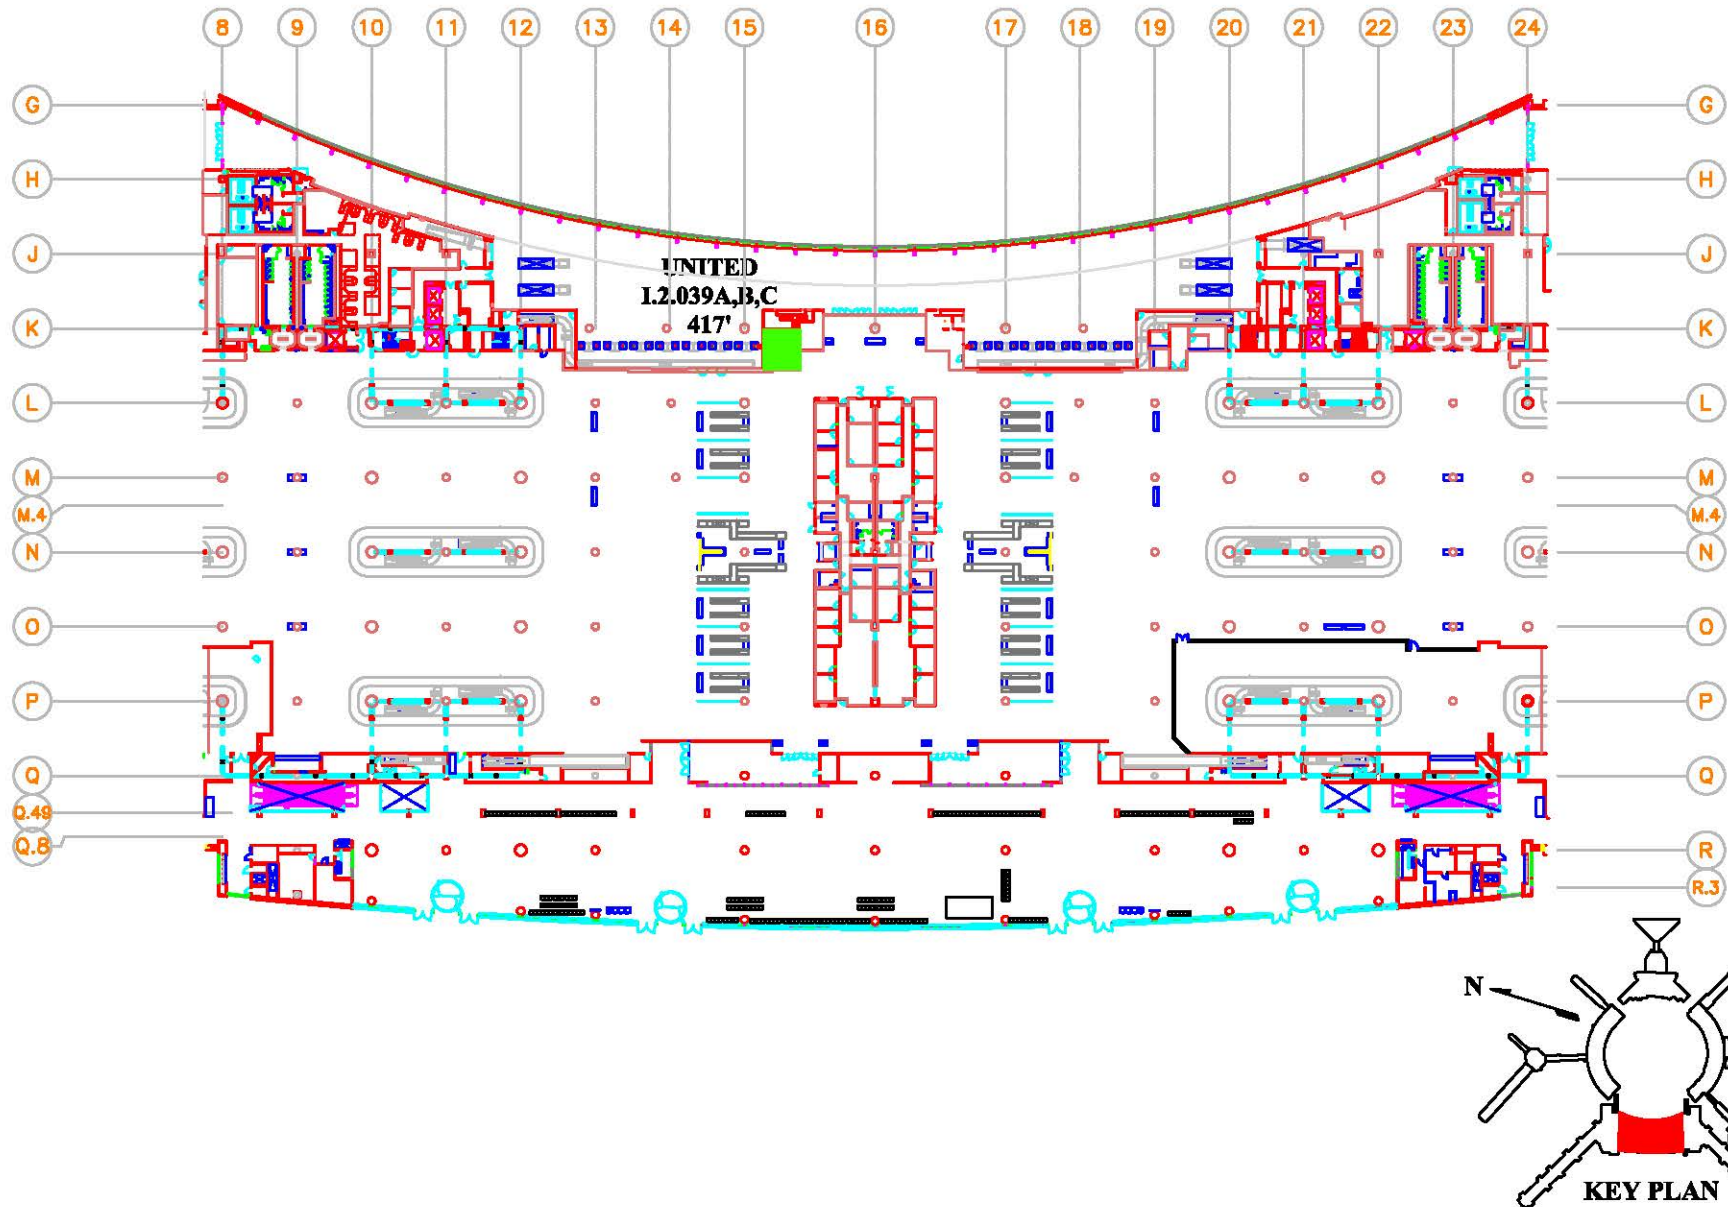 8 9 10 11 12 13 14 15 16 17 18 19 20 21 22 23 24
G G
H H
J J
UNITED
I.2.039A,B,C
417'
K K
L L
M M
M.4 M.4
N N
O O
P P
Q Q
Q.49
Q.8 R
R.3
N
KEY PLAN